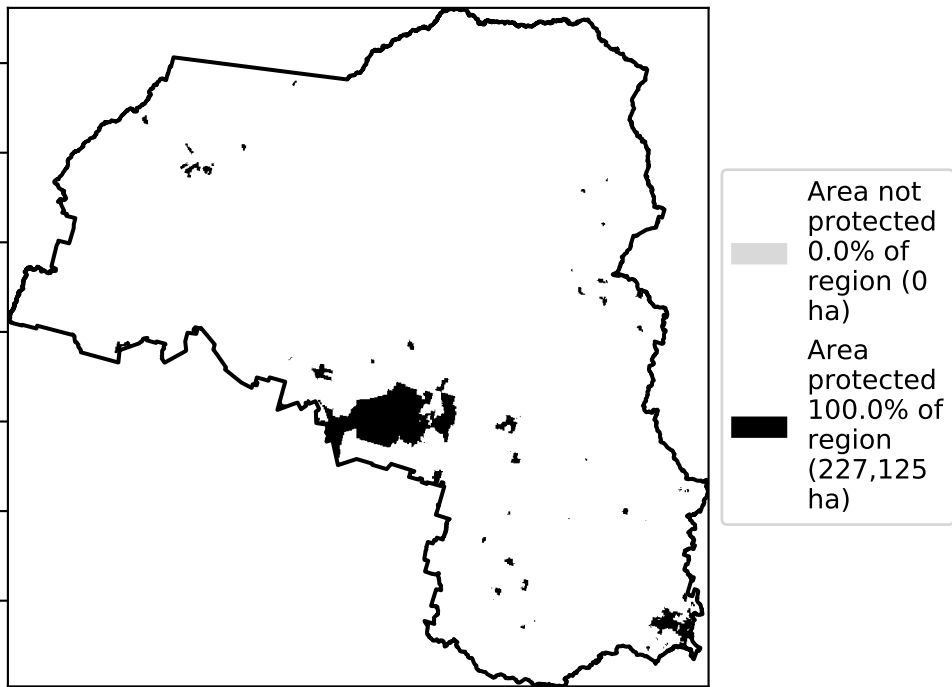 Area not
protected
0.0% of
region (0
ha)
Area
protected
100.0% of
region
(227,125
ha)